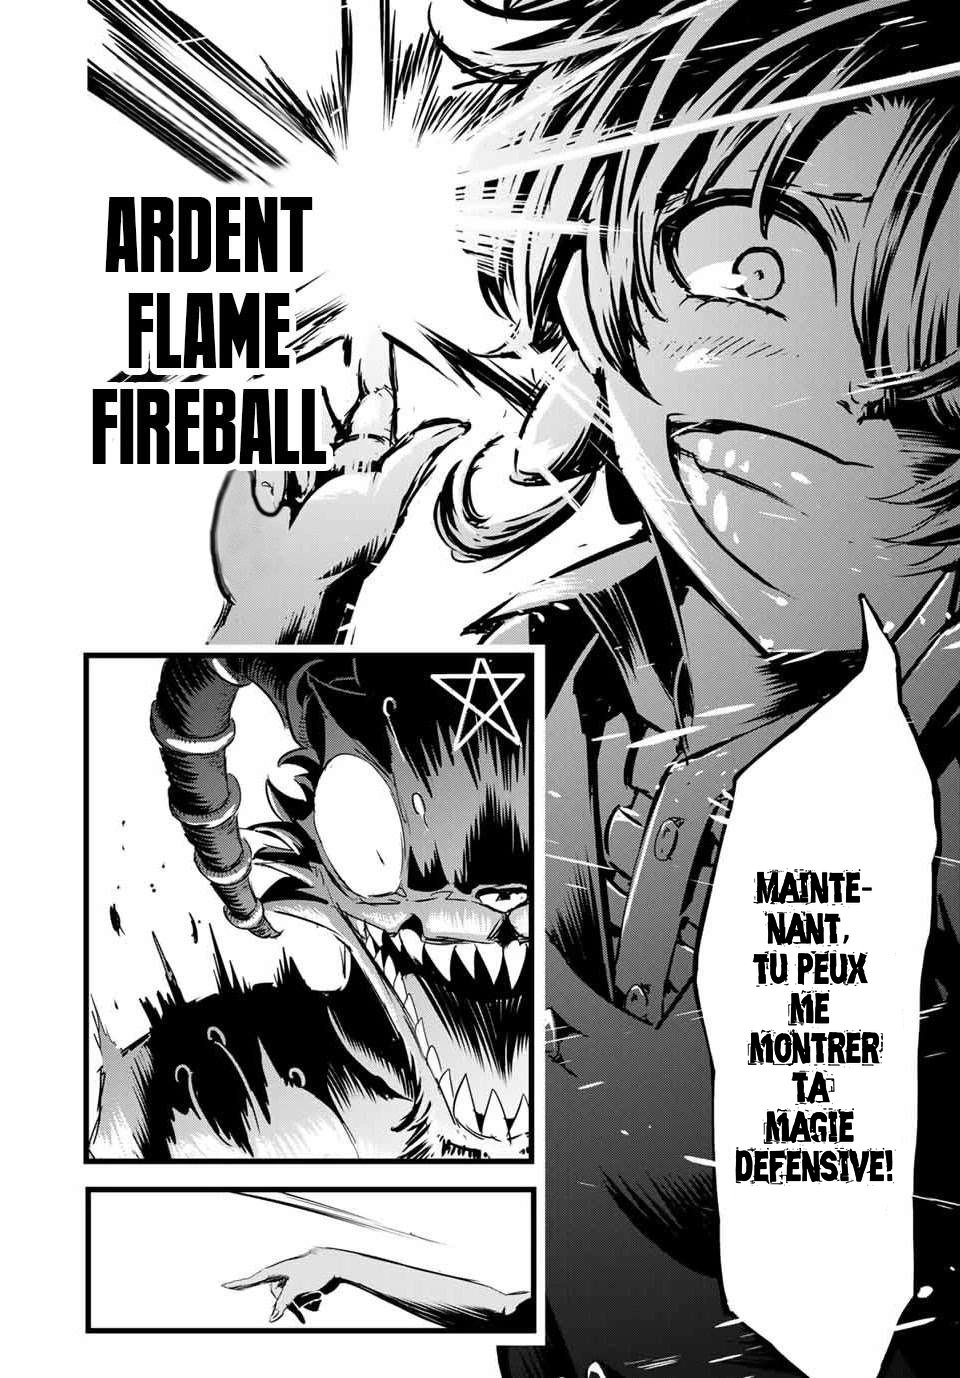 ARDENT
FLAME
FIREBALL
MAINTE-
NANT,
TU PEUX
ME
MONTRER
TA
MAGIE
DEFENSIVE!